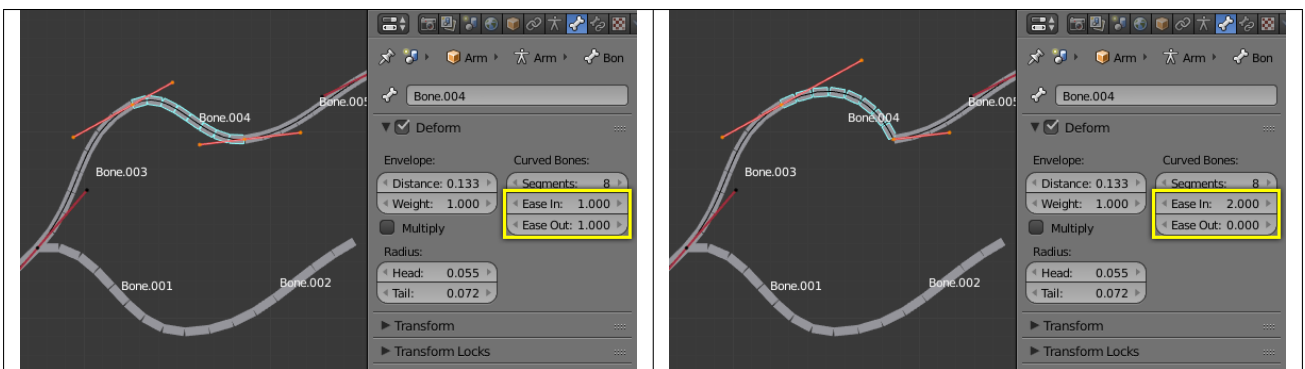 Arm Arm Bon
Bone.004
Deform
Envelope: Curved Bones:
Distance: 0.133 Segments: 8
Weight: 1.000 Ease In: 1.000
Multiply Ease Out: 1.000
Radius:
Head: 0.055
Tail: 0.072
Transform
Transform Locks
Bone.004
Bone.005
Bone.003
Bone.001
Bone.002
Arm Arm Bon
Bone.004
Deform
Envelope: Curved Bones:
Distance: 0.133 Segments: 8
Weight: 1.000 Ease In: 2.000
Multiply Ease Out: 0.000
Radius:
Head: 0.055
Tail: 0.072
Transform
Transform Locks
Bone.004
Bone.00
Bone.003
Bone.001
Bone.002